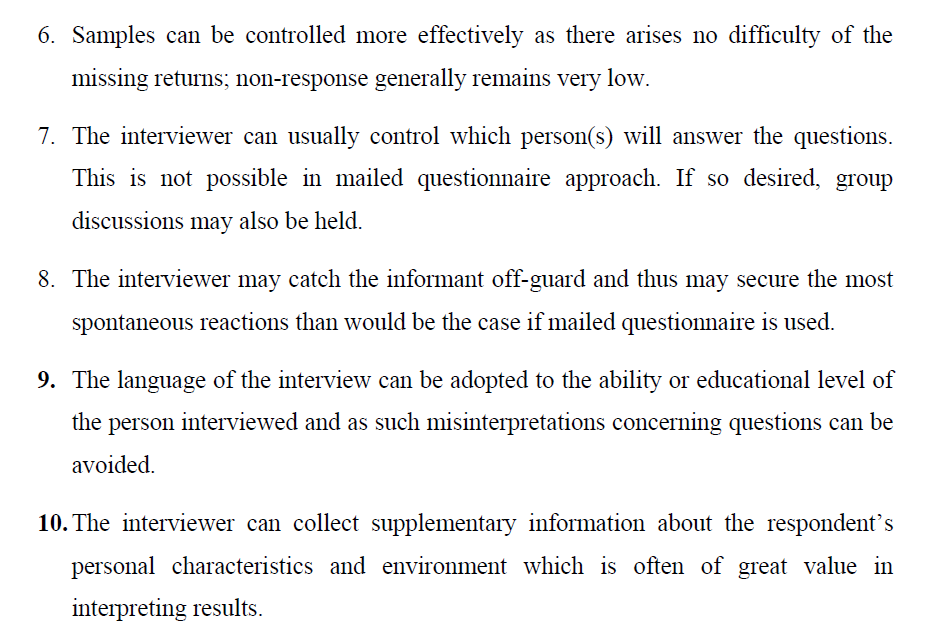 6. Samples can be controlled more effectively as there arises no difficulty of the
missing returns; non-response generally remains very low.
7. The interviewer can usually control which person(s) will answer the questions.
This is not possible in mailed questionnaire approach. If so desired, group
discussions may also be held.
8. The interviewer may catch the informant off-guard and thus may secure the most
spontaneous reactions than would be the case if mailed questionnaire is used.
9. The language of the interview can be adopted to the ability or educational level of
the person interviewed and as such misinterpretations concerning questions can be
avoided.
10. The interviewer can collect supplementary information about the respondent’s
personal characteristics and environment which is often of great value in
interpreting results.